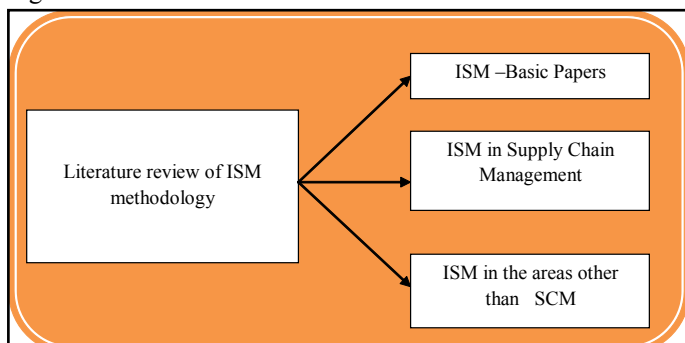 Literature review of ISM
methodology
ISM –Basic Papers
ISM in Supply Chain
Management
ISM in the areas other
than SCM